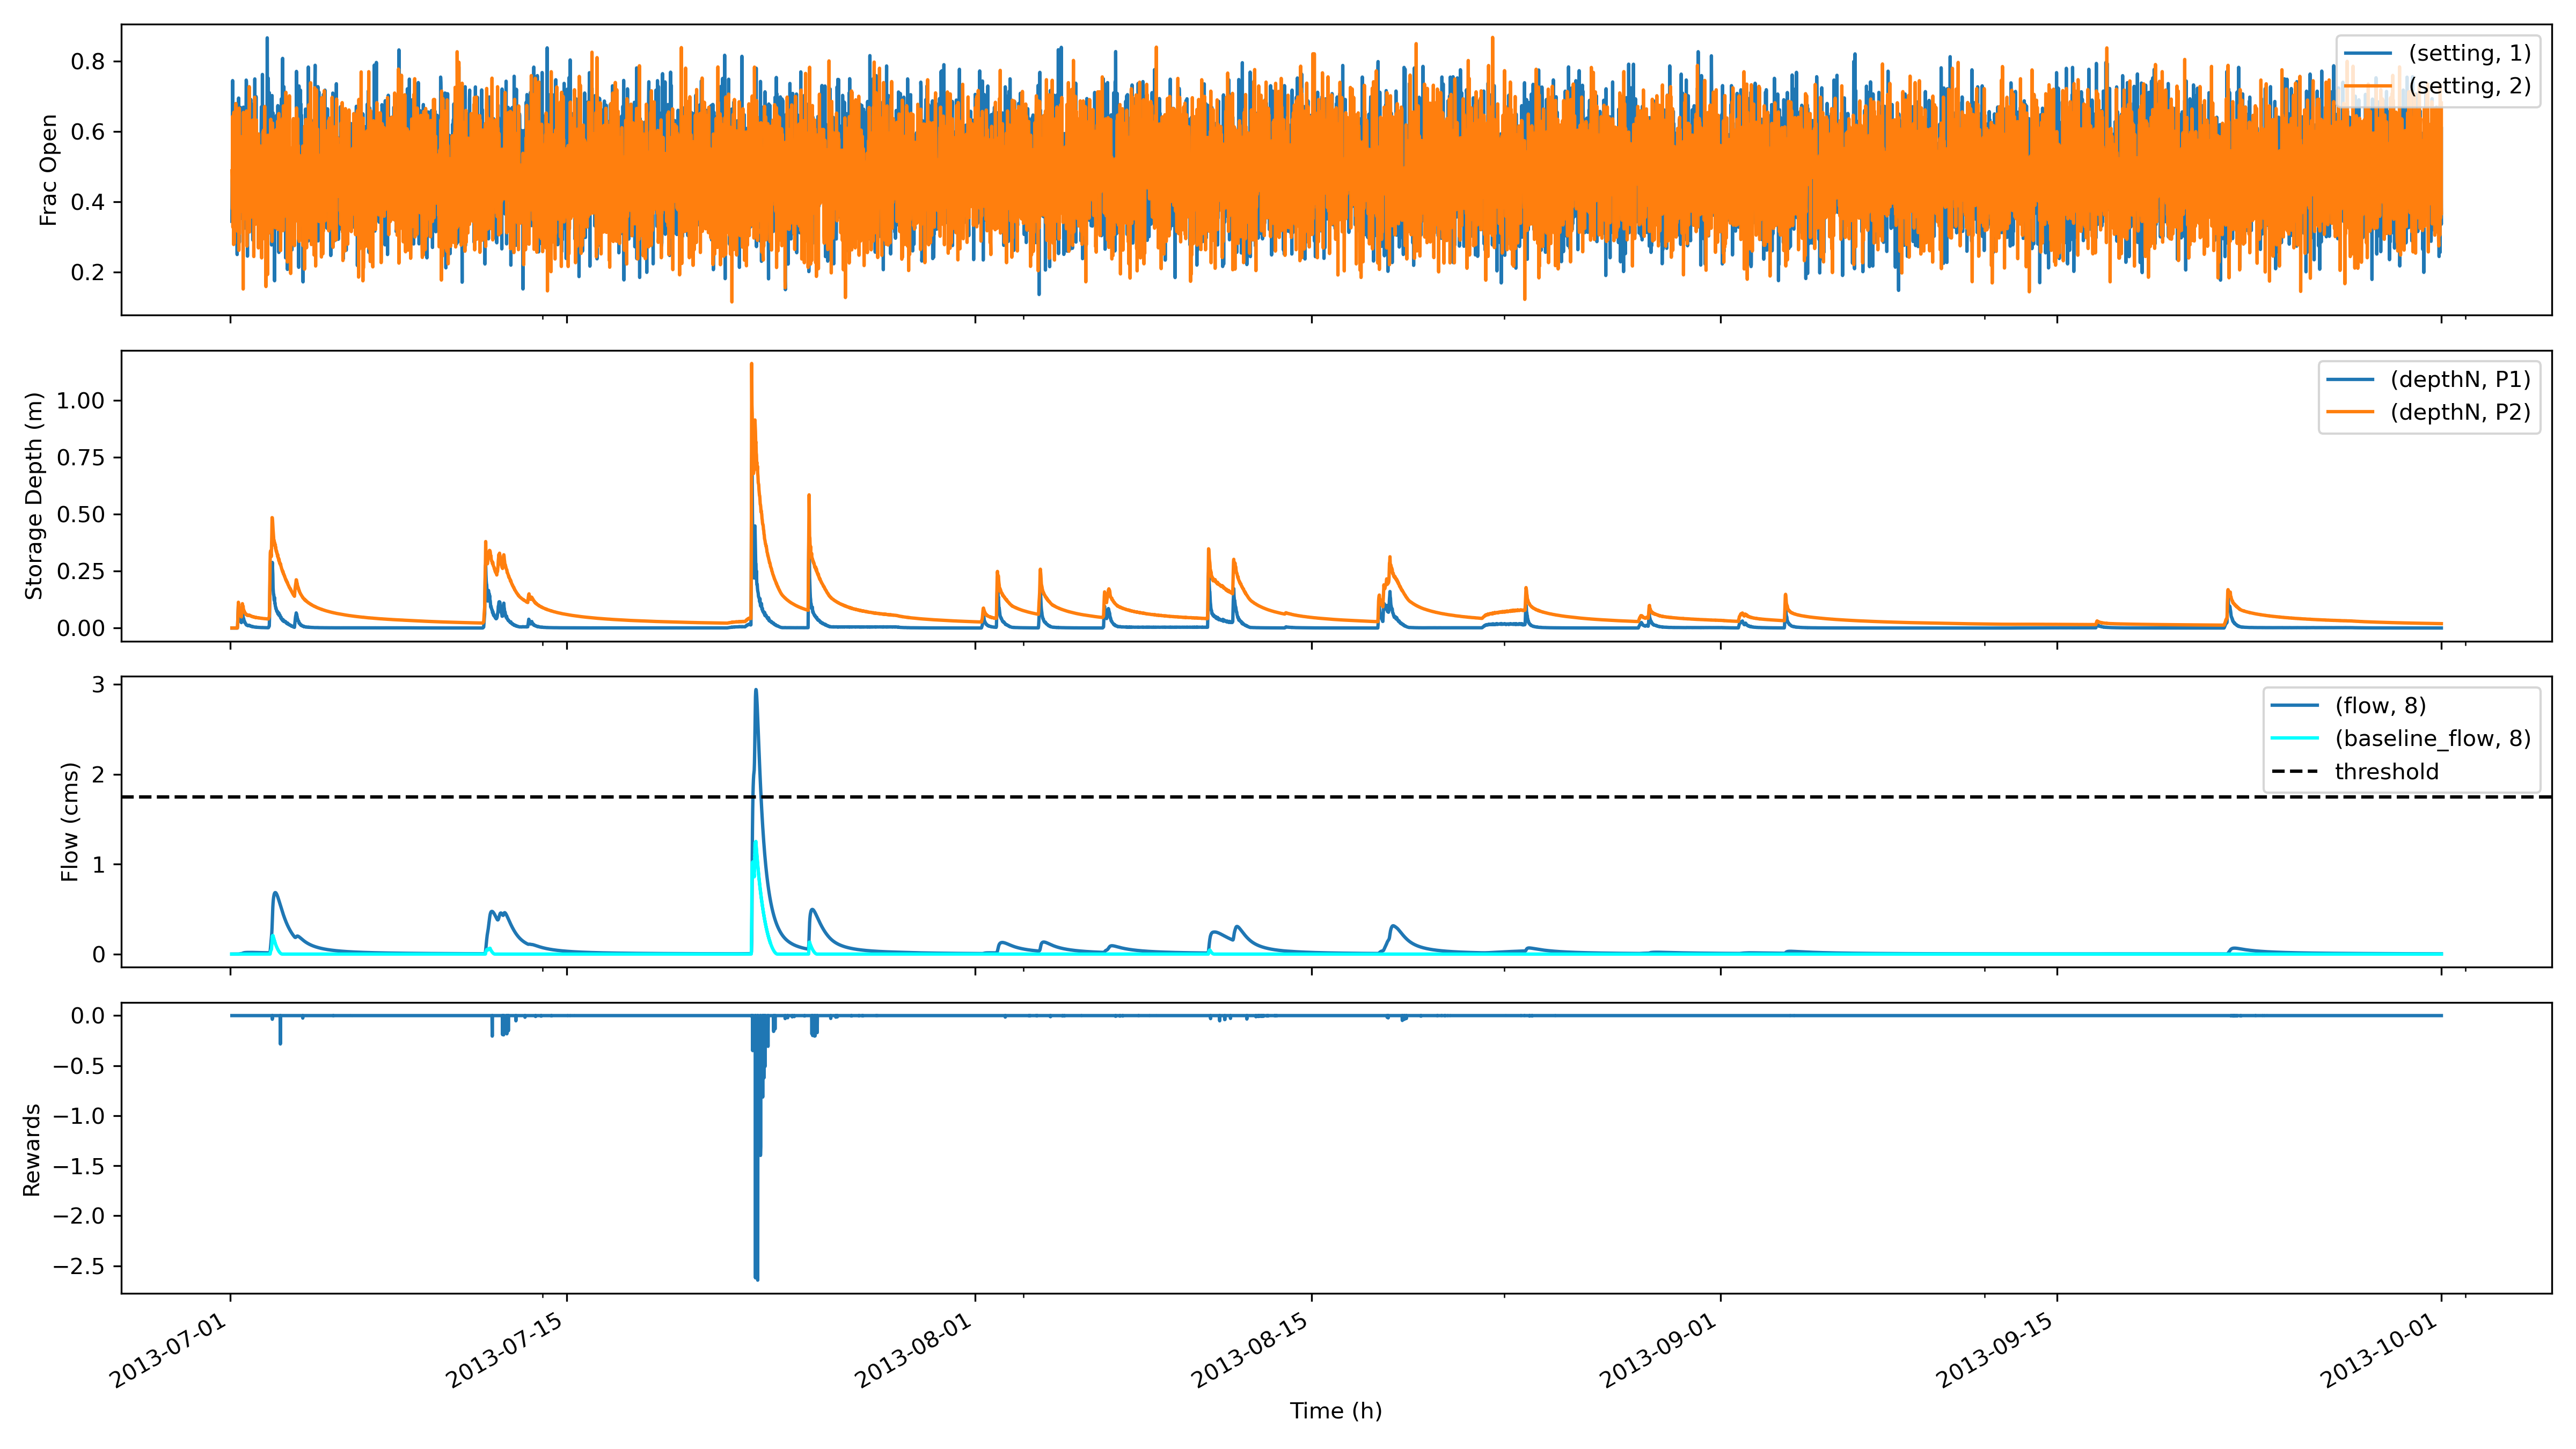 Frac Open
0.8
0.6
0.4
0.2
(setting, 1)
(setting, 2)
Storage Depth (m)
1.00
0.75
0.50
0.25
0.00
(depthN, P1)
(depthN, P2)
Flow (cms)
3
2
1
0
(flow, 8)
(baseline_flow, 8)
threshold
Rewards
0.0
−0.5
−1.0
−1.5
−2.0
−2.5
2013-07-01
2013-07-15
2013-08-01
2013-08-15
2013-09-01
2013-09-15
2013-10-01
Time (h)